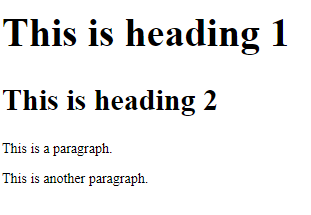 This is heading 1
This is heading 2
This is a paragraph.
This is another paragraph.